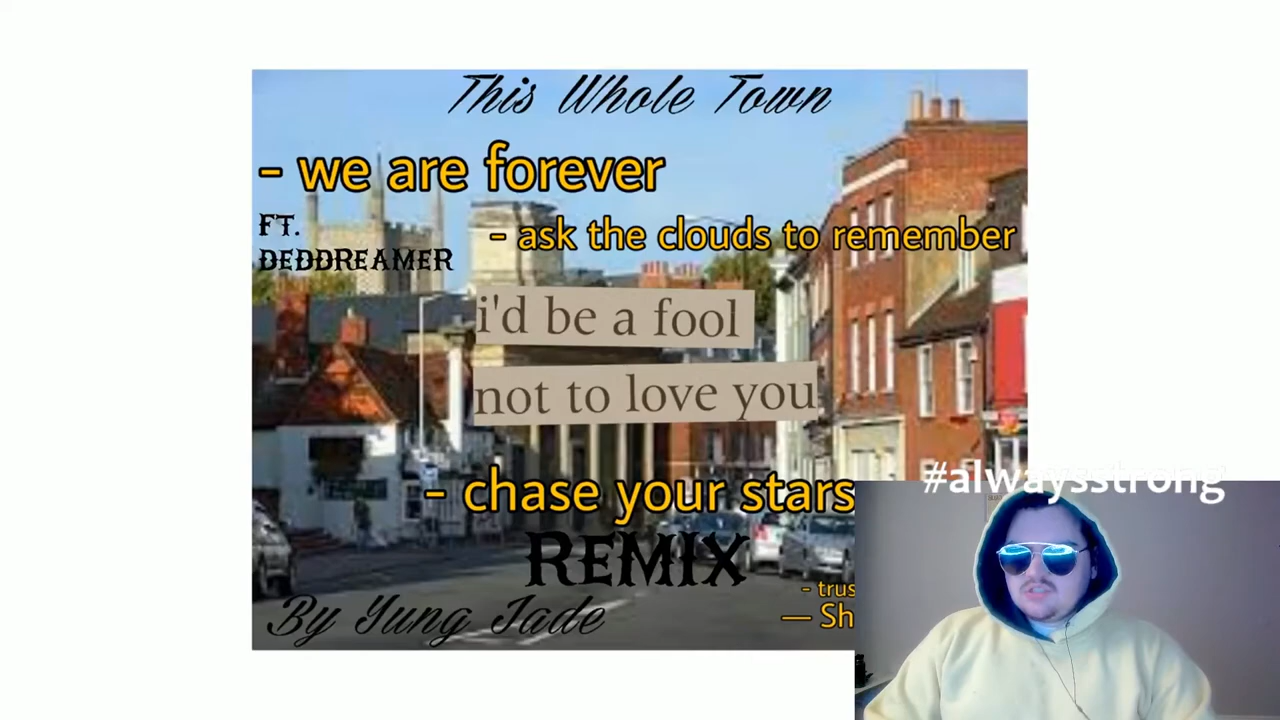 This Whole Town
- we are forever
FT.
DEDDREAMER
- ask the clouds to remember
i'd be a fool
not to love you
- chase your stars
#alwaysstrong
REMIX
By Yung Jade